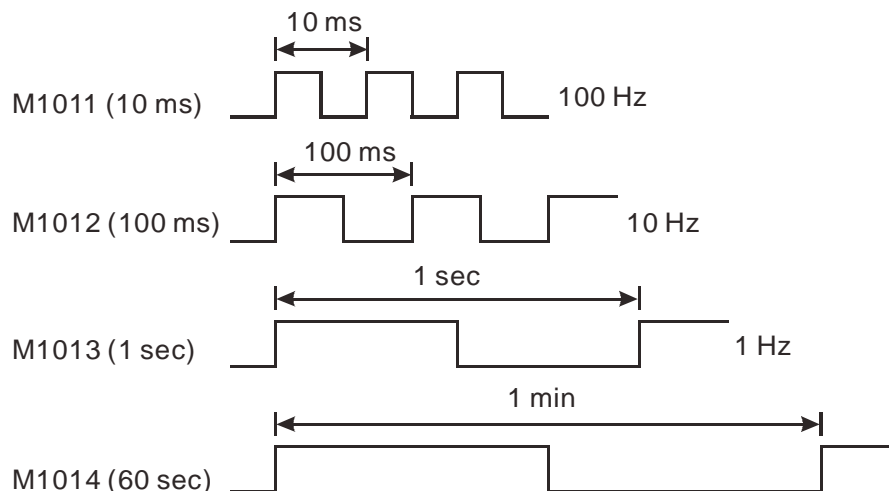 10 ms
M1011 (10 ms)
100 Hz
100 ms
M1012 (100 ms)
10 Hz
1 sec
M1013 (1 sec)
1 Hz
1 min
M1014 (60 sec)